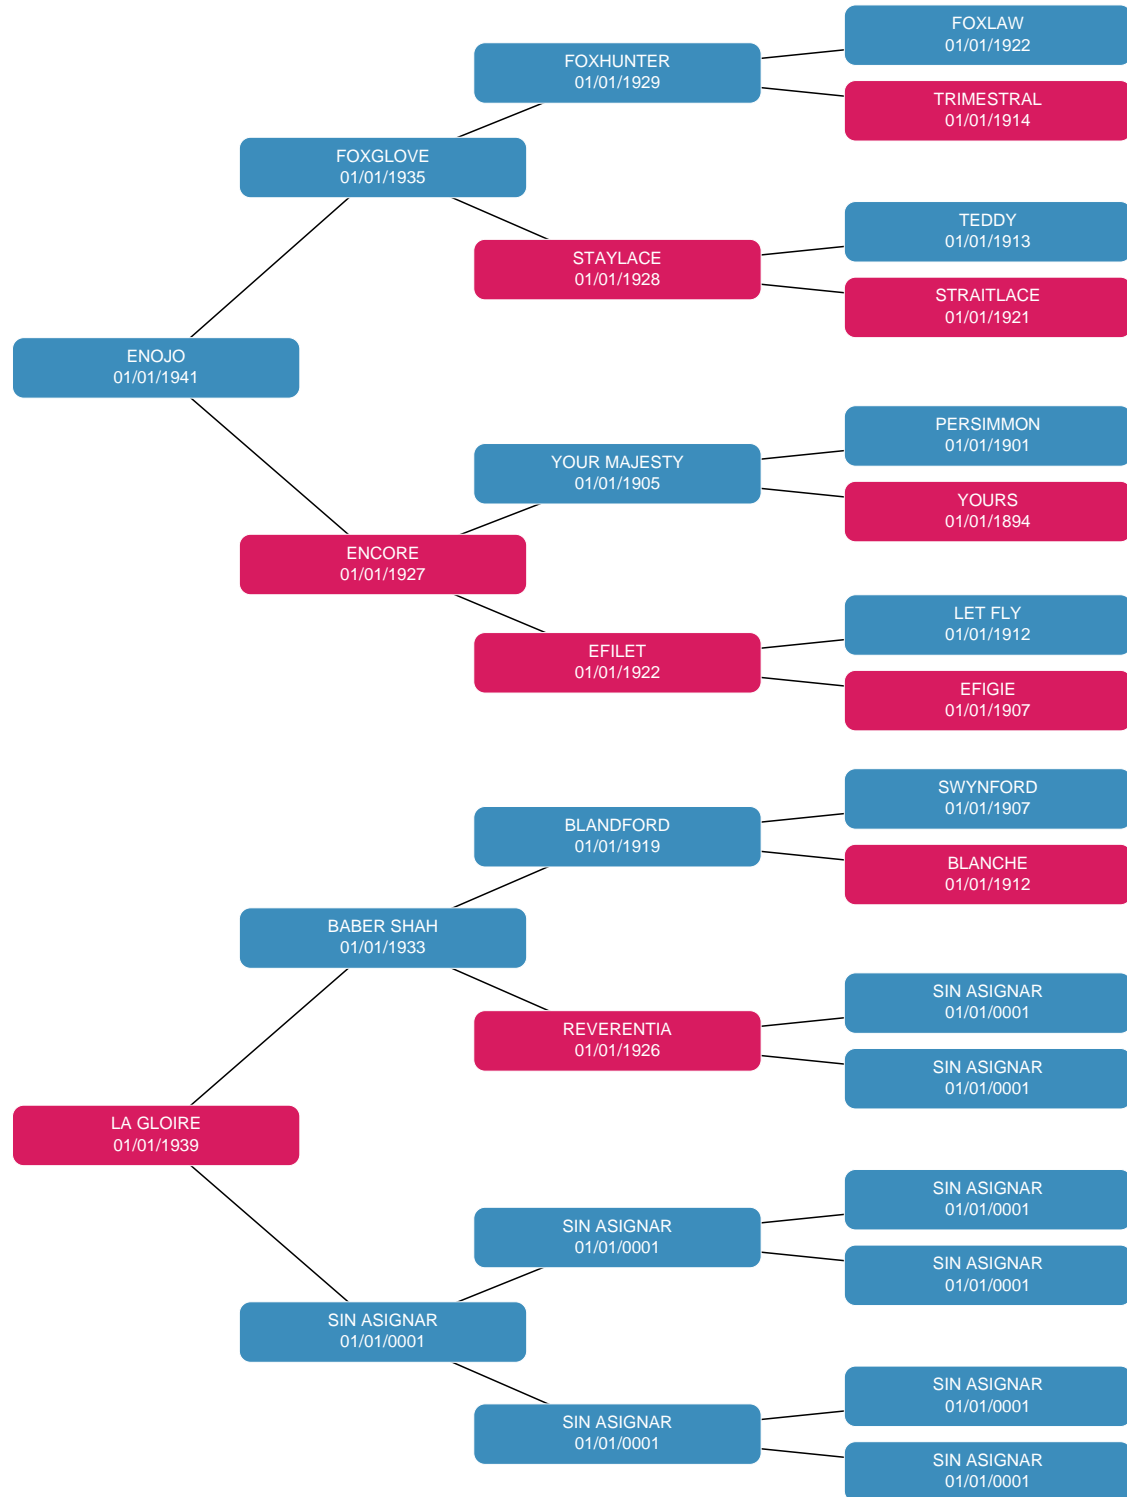 FOXLAW
01/01/1922
FOXHUNTER
01/01/1929
TRIMESTRAL
01/01/1914
FOXGLOVE
01/01/1935
TEDDY
01/01/1913
STAYLACE
01/01/1928
STRAITLACE
01/01/1921
ENOJO
01/01/1941
PERSIMMON
01/01/1901
YOUR MAJESTY
01/01/1905
YOURS
01/01/1894
ENCORE
01/01/1927
LET FLY
01/01/1912
EFILET
01/01/1922
EFIGIE
01/01/1907
SWYNFORD
01/01/1907
BLANDFORD
01/01/1919
BLANCHE
01/01/1912
BABER SHAH
01/01/1933
SIN ASIGNAR
01/01/0001
REVERENTIA
01/01/1926
SIN ASIGNAR
01/01/0001
LA GLOIRE
01/01/1939
SIN ASIGNAR
01/01/0001
SIN ASIGNAR
01/01/0001
SIN ASIGNAR
01/01/0001
SIN ASIGNAR
01/01/0001
SIN ASIGNAR
01/01/0001
SIN ASIGNAR
01/01/0001
SIN ASIGNAR
01/01/0001